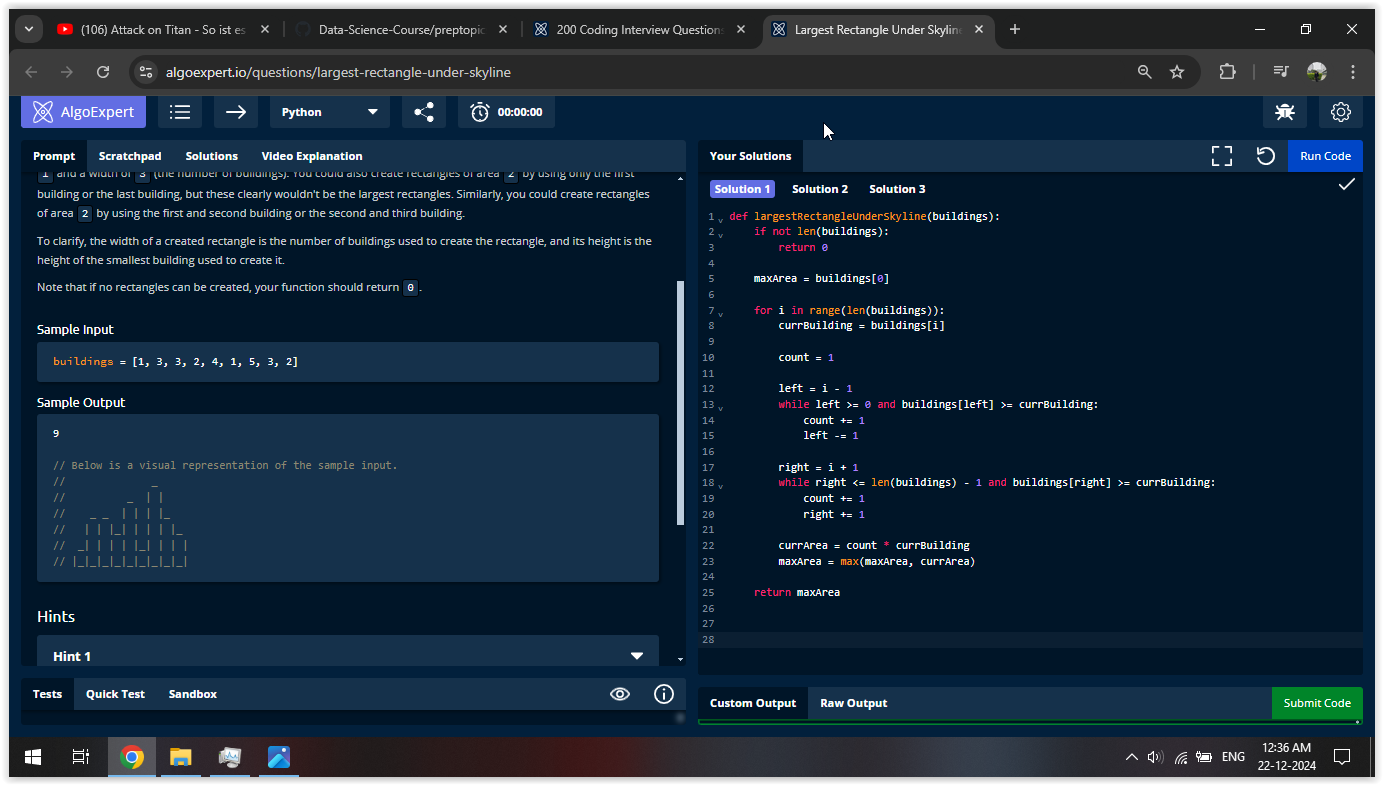 (106) Attack on Titan - So ist es
Data-Science-Course/preptopic
200 Coding Interview Questions
Largest Rectangle Under Skyline
algoexpert.io/questions/largest-rectangle-under-skyline
AlgoExpert
Python
00:00:00
Prompt Scratchpad Solutions Video Explanation
1 and a width of 3 (the number of buildings). You could also create rectangles of area 2 by using only the first
building or the last building, but these clearly wouldn't be the largest rectangles. Similarly, you could create rectangles
of area 2 by using the first and second building or the second and third building.
To clarify, the width of a created rectangle is the number of buildings used to create the rectangle, and its height is the
height of the smallest building used to create it.
Note that if no rectangles can be created, your function should return 0 .
Sample Input
buildings = [1, 3, 3, 2, 4, 1, 5, 3, 2]
Sample Output
9
// Below is a visual representation of the sample input.
//              _
//          _  | |
//    _ _  | | | |_
//   | | |_| | | | |_
//  _| | | | |_| | | |
// |_|_|_|_|_|_|_|_|_|
Hints
Hint 1
Tests Quick Test Sandbox
Your Solutions
Run Code
Solution 1 Solution 2 Solution 3
1 def largestRectangleUnderSkyline(buildings):
2     if not len(buildings):
3         return 0
4
5     maxArea = buildings[0]
6
7     for i in range(len(buildings)):
8         currBuilding = buildings[i]
9
10         count = 1
11
12         left = i - 1
13         while left >= 0 and buildings[left] >= currBuilding:
14             count += 1
15             left -= 1
16
17         right = i + 1
18         while right <= len(buildings) - 1 and buildings[right] >= currBuilding:
19             count += 1
20             right += 1
21
22         currArea = count * currBuilding
23         maxArea = max(maxArea, currArea)
24
25     return maxArea
26
27
28
Custom Output Raw Output
Submit Code
ENG
12:36 AM
22-12-2024